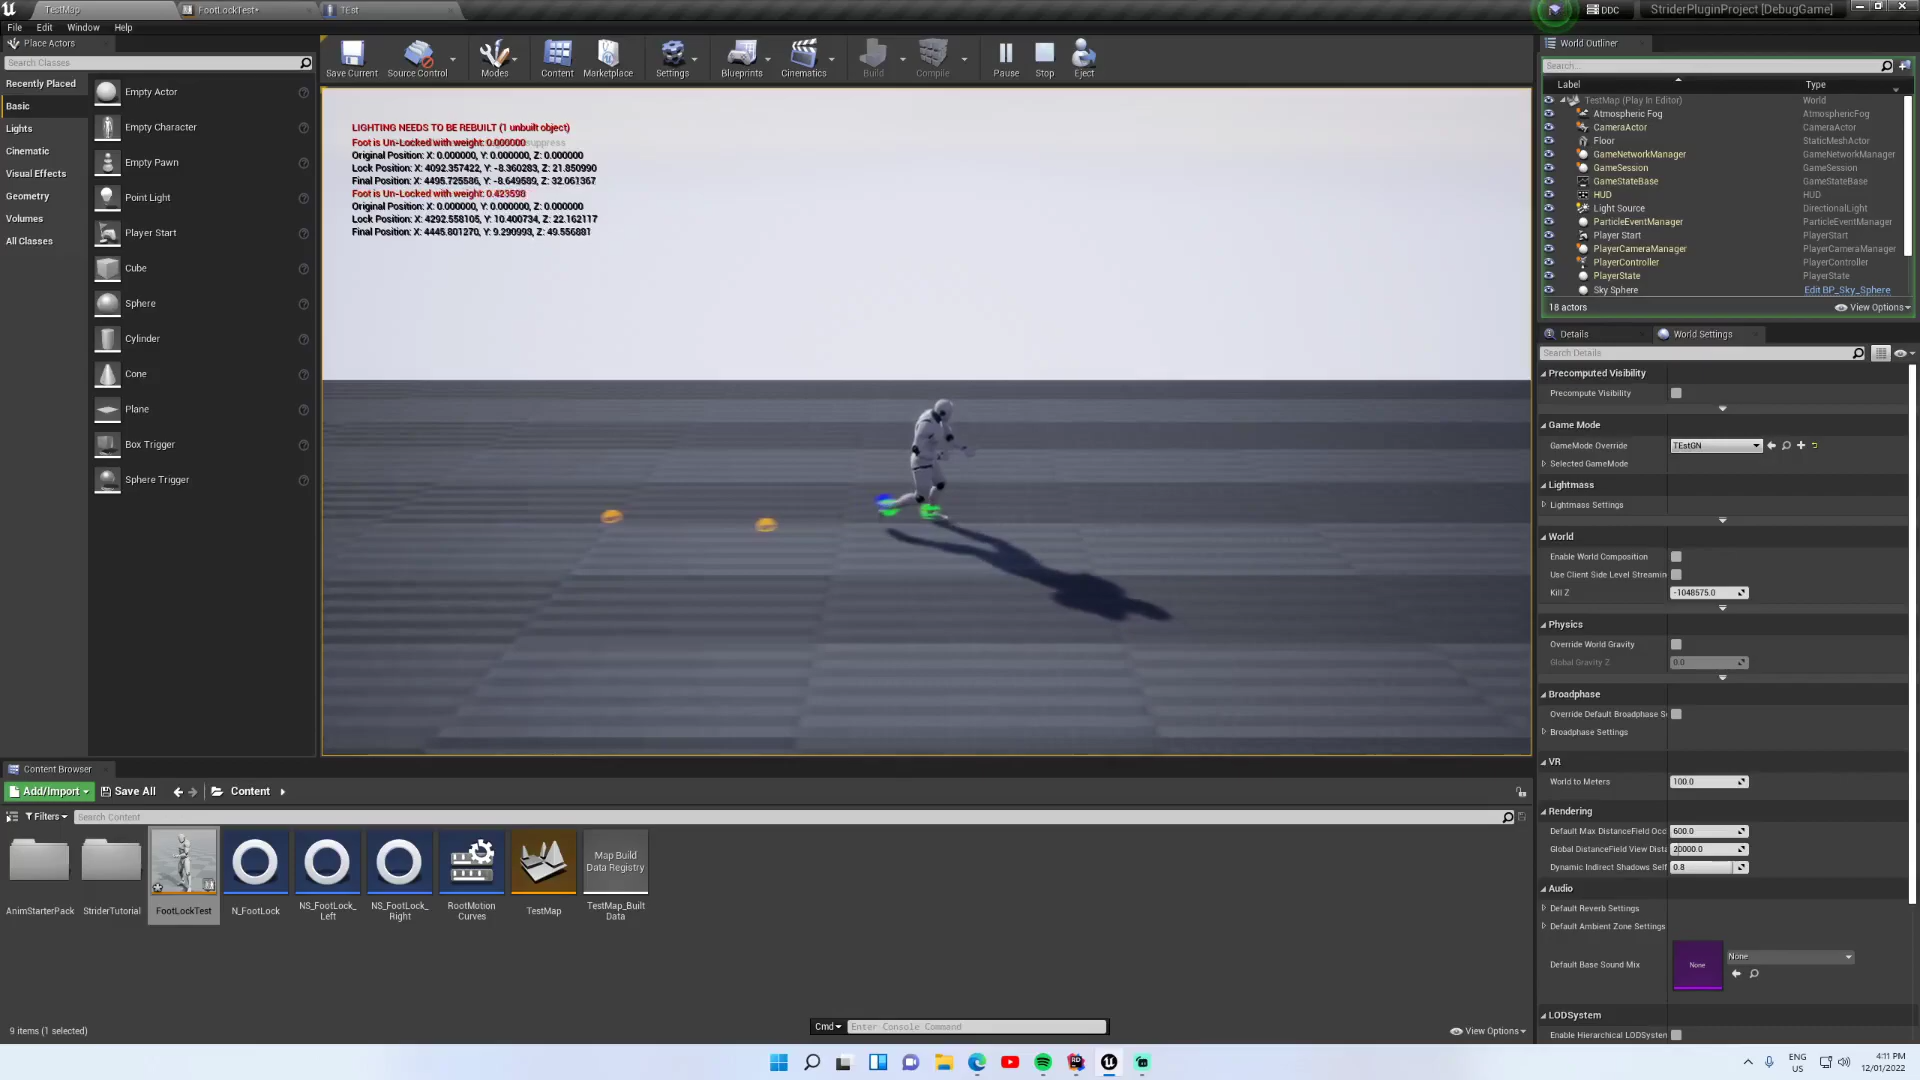 TestMap
FootLockTest*
TEst
DDC
StriderPluginProject [DebugGame]
File
Edit
Window
Help
Place Actors
Search Classes
Recently Placed
Basic
Lights
Cinematic
Visual Effects
Geometry
Volumes
All Classes
Empty Actor
Empty Character
Empty Pawn
Point Light
Player Start
Cube
Sphere
Cylinder
Cone
Plane
Box Trigger
Sphere Trigger
Save Current
Source Control
Modes
Content
Marketplace
Settings
Blueprints
Cinematics
Build
Compile
Pause
Stop
Eject
LIGHTING NEEDS TO BE REBUILT (1 unbuilt object)
Foot is Un-Locked with weight: 0.000000
Original Position: X: 0.000000, Y: 0.000000, Z: 0.000000
Lock Position: X: 4092.357422, Y: -8.360283, Z: 21.850990
Final Position: X: 4495.725586, Y: -8.649589, Z: 32.061367
Foot is Un-Locked with weight: 0.423598
Original Position: X: 0.000000, Y: 0.000000, Z: 0.000000
Lock Position: X: 4292.558105, Y: 10.400734, Z: 22.162117
Final Position: X: 4445.801270, Y: 9.290993, Z: 49.556881
World Outliner
Search...
Label
Type
TestMap (Play In Editor)
World
Atmospheric Fog
AtmosphericFog
CameraActor
CameraActor
Floor
StaticMeshActor
GameNetworkManager
GameNetworkManager
GameSession
GameSession
GameStateBase
GameStateBase
HUD
HUD
Light Source
DirectionalLight
ParticleEventManager
ParticleEventManager
Player Start
PlayerStart
PlayerCameraManager
PlayerCameraManager
PlayerController
PlayerController
PlayerState
PlayerState
Sky Sphere
Edit BP_Sky_Sphere
18 actors
View Options
Details
World Settings
Search Details
Precomputed Visibility
Precompute Visibility
Game Mode
GameMode Override
TEstGN
Selected GameMode
Lightmass
Lightmass Settings
World
Enable World Composition
Use Client Side Level Streamin
Kill Z
-1048575.0
Physics
Override World Gravity
Global Gravity Z
0.0
Broadphase
Override Default Broadphase S
Broadphase Settings
VR
World to Meters
100.0
Rendering
Default Max DistanceField Occ
600.0
Global DistanceField View Dista
20000.0
Dynamic Indirect Shadows Self
0.8
Audio
Default Reverb Settings
Default Ambient Zone Settings
Default Base Sound Mix
None
None
LODSystem
Enable Hierarchical LODSystem
Content Browser
Add/Import
Save All
Content
Filters
Search Content
AnimStarterPack
StriderTutorial
FootLockTest
N_FootLock
NS_FootLock_
Left
NS_FootLock_
Right
RootMotion
Curves
TestMap
Map Build
Data Registry
TestMap_Built
Data
9 items (1 selected)
Cmd
Enter Console Command
View Options
ENG
US
4:11 PM
12/01/2022